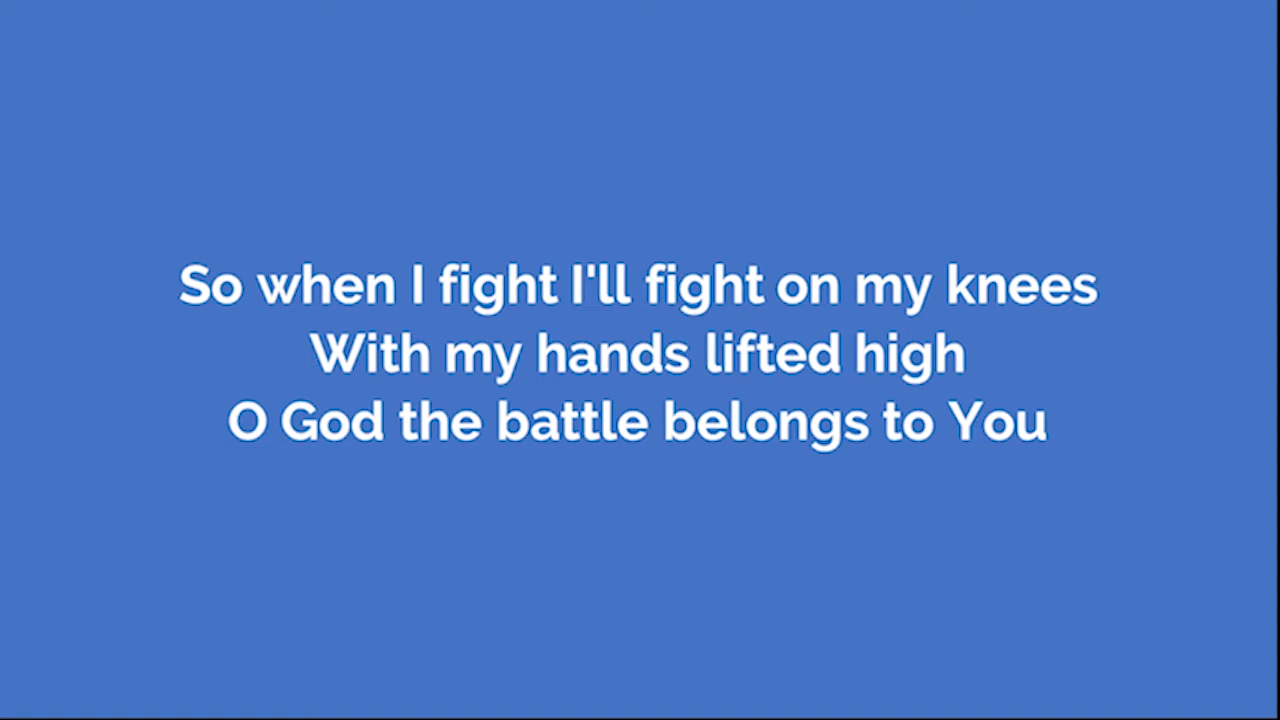 So when I fight I'll fight on my knees
With my hands lifted high
O God the battle belongs to You